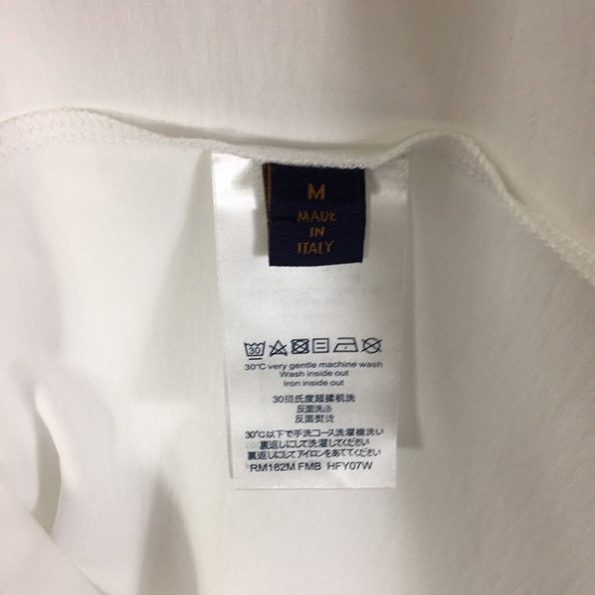 M
MADE
IN
ITALY
30
30°C very gentle machine wash
Wash inside out
Iron inside out
30摄氏度超揉机洗
反面洗涤
反面熨烫
30℃以下で手洗コース洗濯機洗い
裏返しにして洗濯してください
裏返しにしてアイロンをあててください
RM182M FMB HFY07W